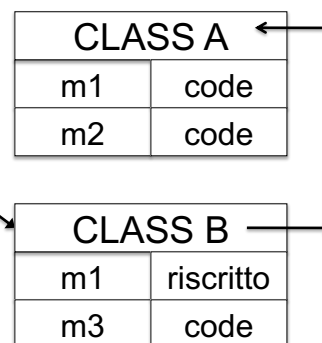 CLASS A
m1 code
m2 code
CLASS B
m1 riscritto
m3 code